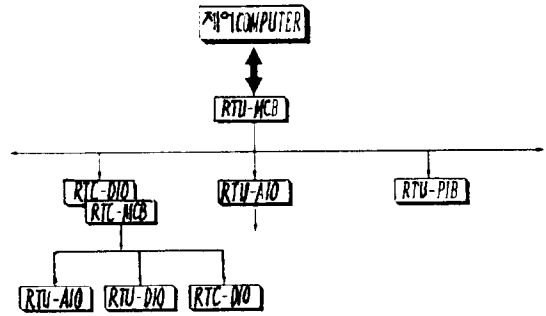 제어COMPUTER
RTU-MCB
RTC-DIO
RTU-AIO
RTU-PIB
RTC-MCB
RTU-AIO
RTU-DIO
RTC-DIO